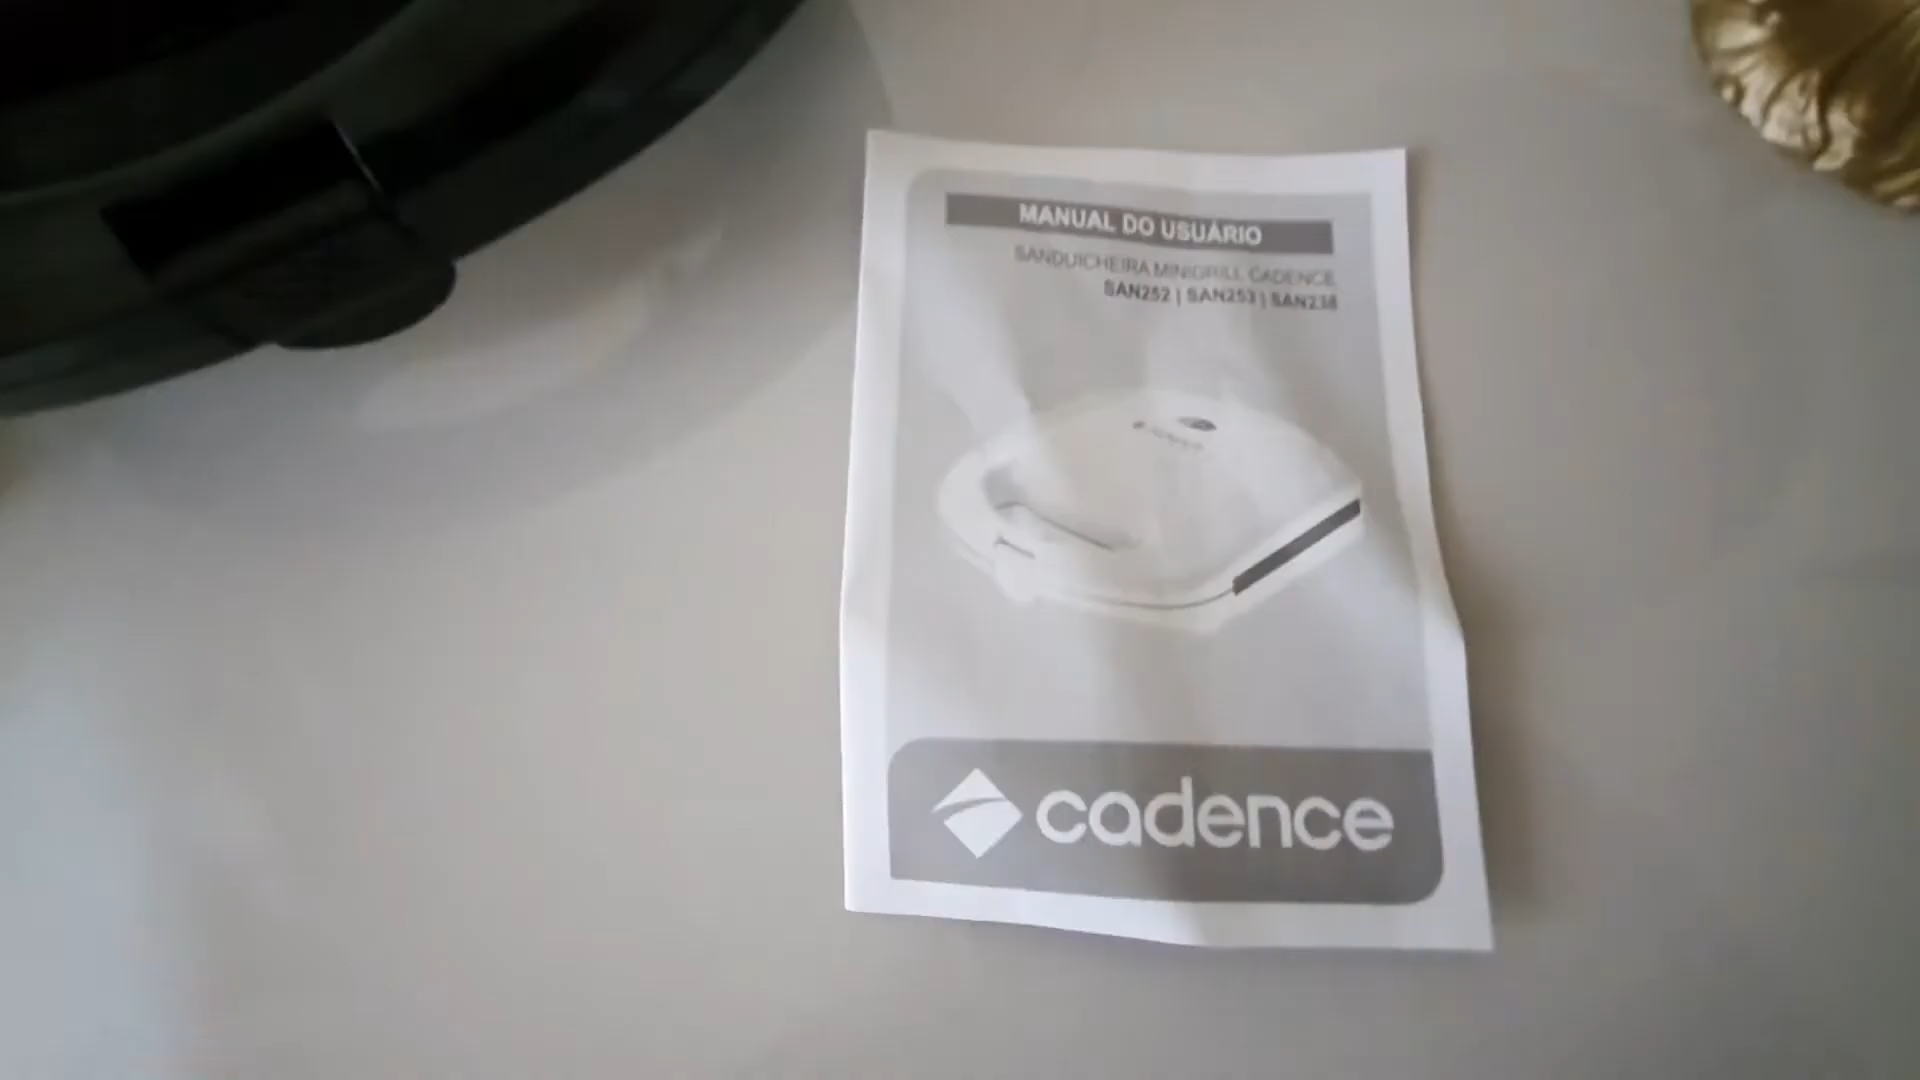 MANUAL DO USUÁRIO
SANDUICHEIRA MINIGRILL CADENCE
SAN252 | SAN253 | SAN238
cadence